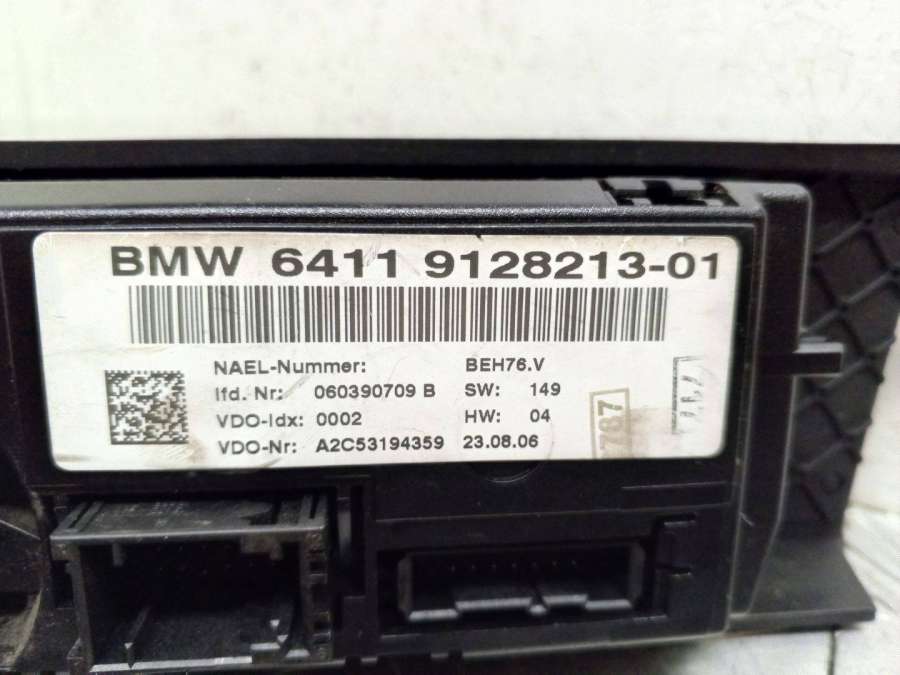 BMW 6411 9128213-01
NAEL-Nummer: BEH76.V
lfd. Nr: 060390709 B SW: 149
VDO-Idx: 0002 HW: 04
VDO-Nr: A2C53194359 23.08.06
787